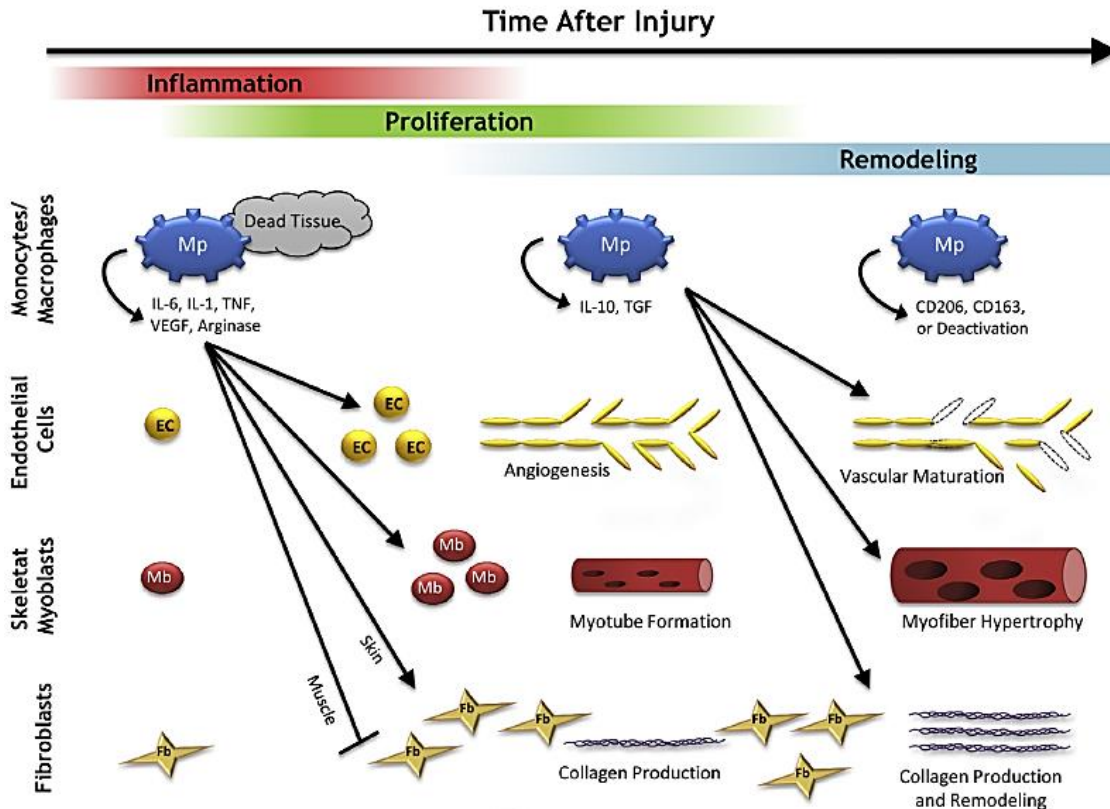 Time After Injury
Inflammation
Proliferation
Remodeling
Monocytes/
Macrophages
Mp
Dead Tissue
IL-6, IL-1, TNF,
VEGF, Arginase
Mp
IL-10, TGF
Mp
CD206, CD163,
or Deactivation
Endothelial
Cells
EC
EC
EC
EC
Angiogenesis
Vascular Maturation
Skeletat
Myoblasts
Mb
Mb
Mb
Mb
Myotube Formation
Myofiber Hypertrophy
Skin
Muscle
Fibroblasts
Fb
Fb
Fb
Fb
Collagen Production
Fb
Fb
Fb
Collagen Production
and Remodeling